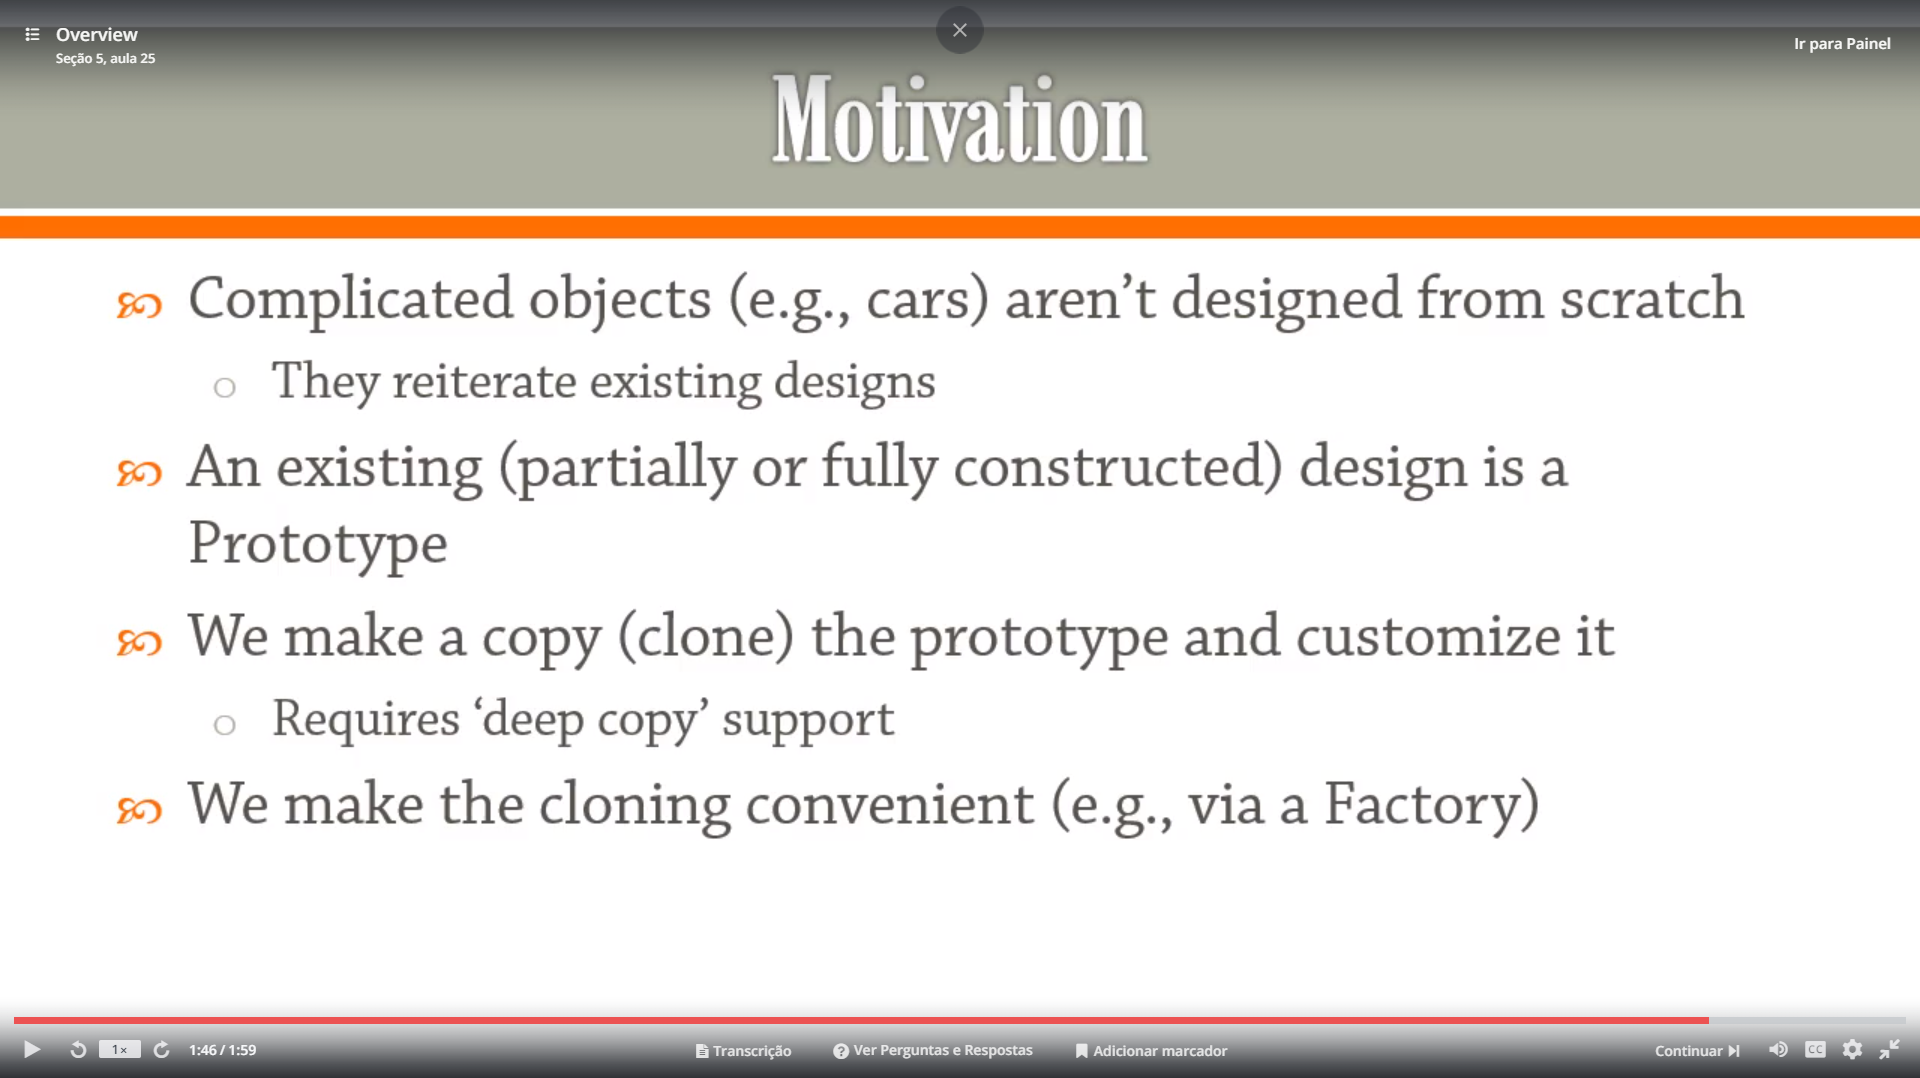 Overview
Seção 5, aula 25
Ir para Painel
Motivation
Complicated objects (e.g., cars) aren’t designed from scratch
They reiterate existing designs
An existing (partially or fully constructed) design is a
Prototype
We make a copy (clone) the prototype and customize it
Requires ‘deep copy’ support
We make the cloning convenient (e.g., via a Factory)
1× 1:46 / 1:59 Transcrição Ver Perguntas e Respostas Adicionar marcador Continuar CC